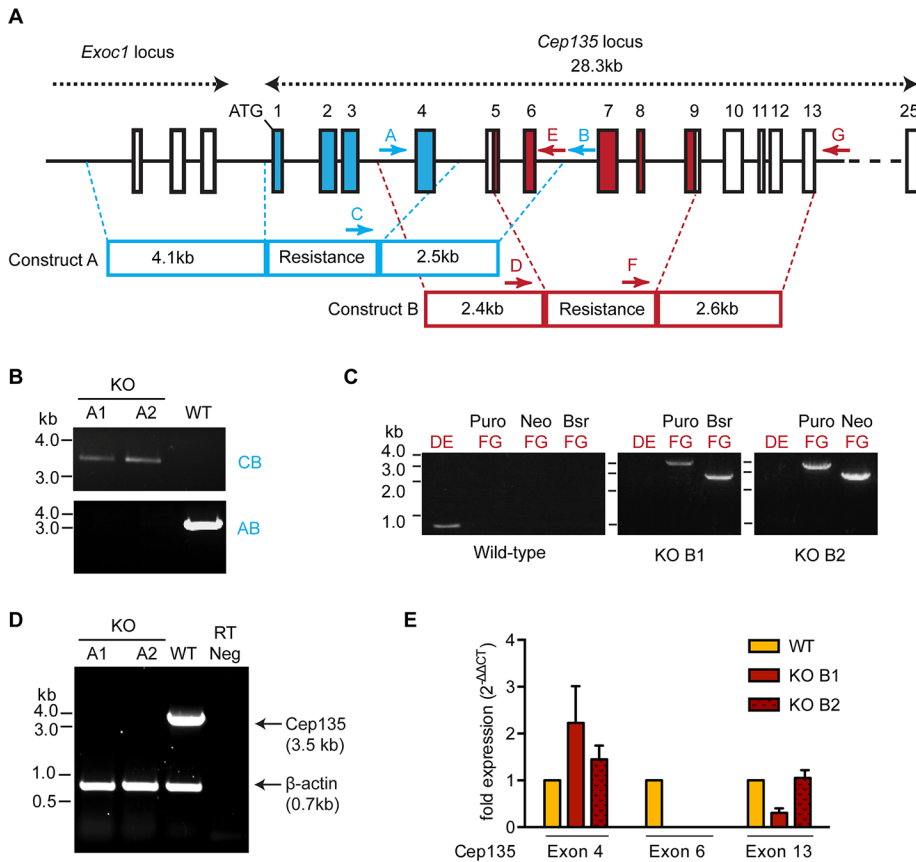 A
Exoc1 locus
Cep135 locus
28.3kb
ATG
1 2 3 4 5 6 7 8 9 10 11 12 13 25
A E B G
C
Construct A 4.1kb Resistance 2.5kb
D F
Construct B 2.4kb Resistance 2.6kb
B
KO
kb A1 A2 WT
4.0
3.0
CB
4.0
3.0
AB
C
Puro Neo Bsr Puro Bsr Puro Neo
kb DE FG FG FG DE FG FG DE FG FG
4.0
3.0
2.0
1.0
Wild-type KO B1 KO B2
D
KO
A1 A2 WT RT Neg
kb
4.0
3.0
Cep135
(3.5 kb)
1.0
0.5
β-actin
(0.7kb)
E
fold expression (2-ΔΔCT)
4
3
2
1
0
WT
KO B1
KO B2
Cep135 Exon 4 Exon 6 Exon 13